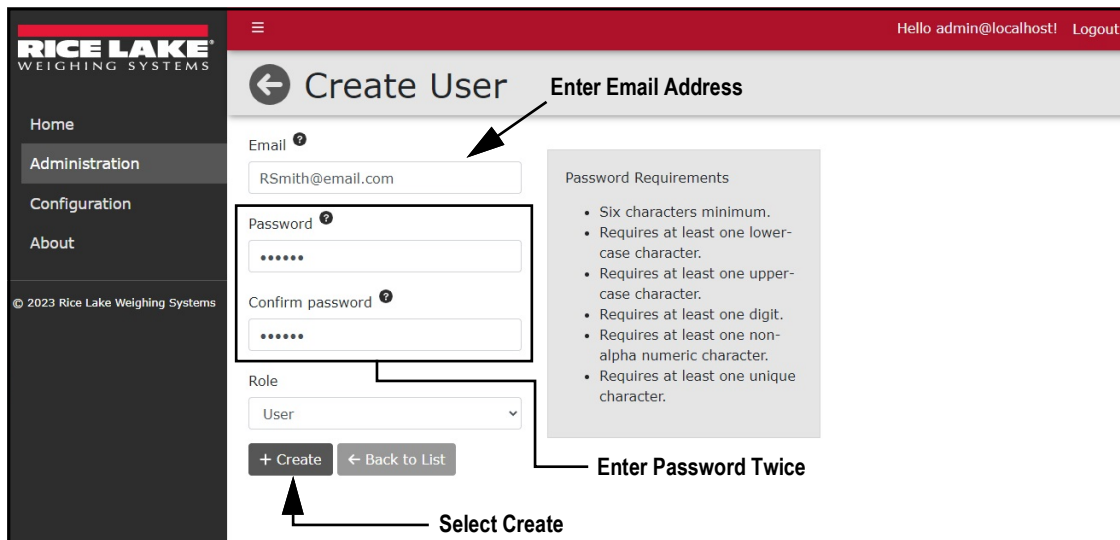 RICE LAKE®
WEIGHING SYSTEMS
Home
Administration
Configuration
About
© 2023 Rice Lake Weighing Systems
Hello admin@localhost! Logout
Create User
Enter Email Address
Email
RSmith@email.com
Password
••••••
Confirm password
••••••
Role
User
+ Create
← Back to List
Password Requirements
• Six characters minimum.
• Requires at least one lower-
case character.
• Requires at least one upper-
case character.
• Requires at least one digit.
• Requires at least one non-
alpha numeric character.
• Requires at least one unique
character.
Enter Password Twice
Select Create